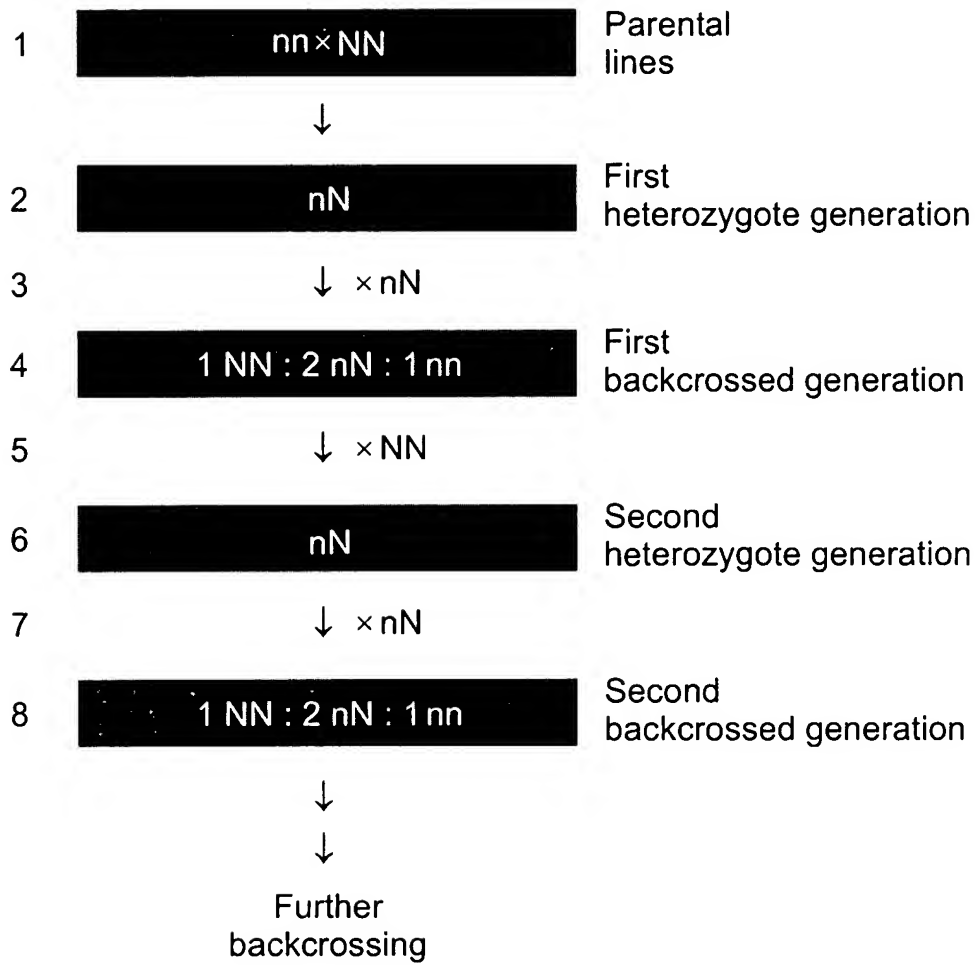 1 nn × NN Parental
lines
↓
2 nN First
heterozygote generation
3 ↓ × nN
4 1 NN : 2 nN : 1 nn First
backcrossed generation
5 ↓ × NN
6 nN Second
heterozygote generation
7 ↓ × nN
8 1 NN : 2 nN : 1 nn Second
backcrossed generation
↓
↓
Further
backcrossing